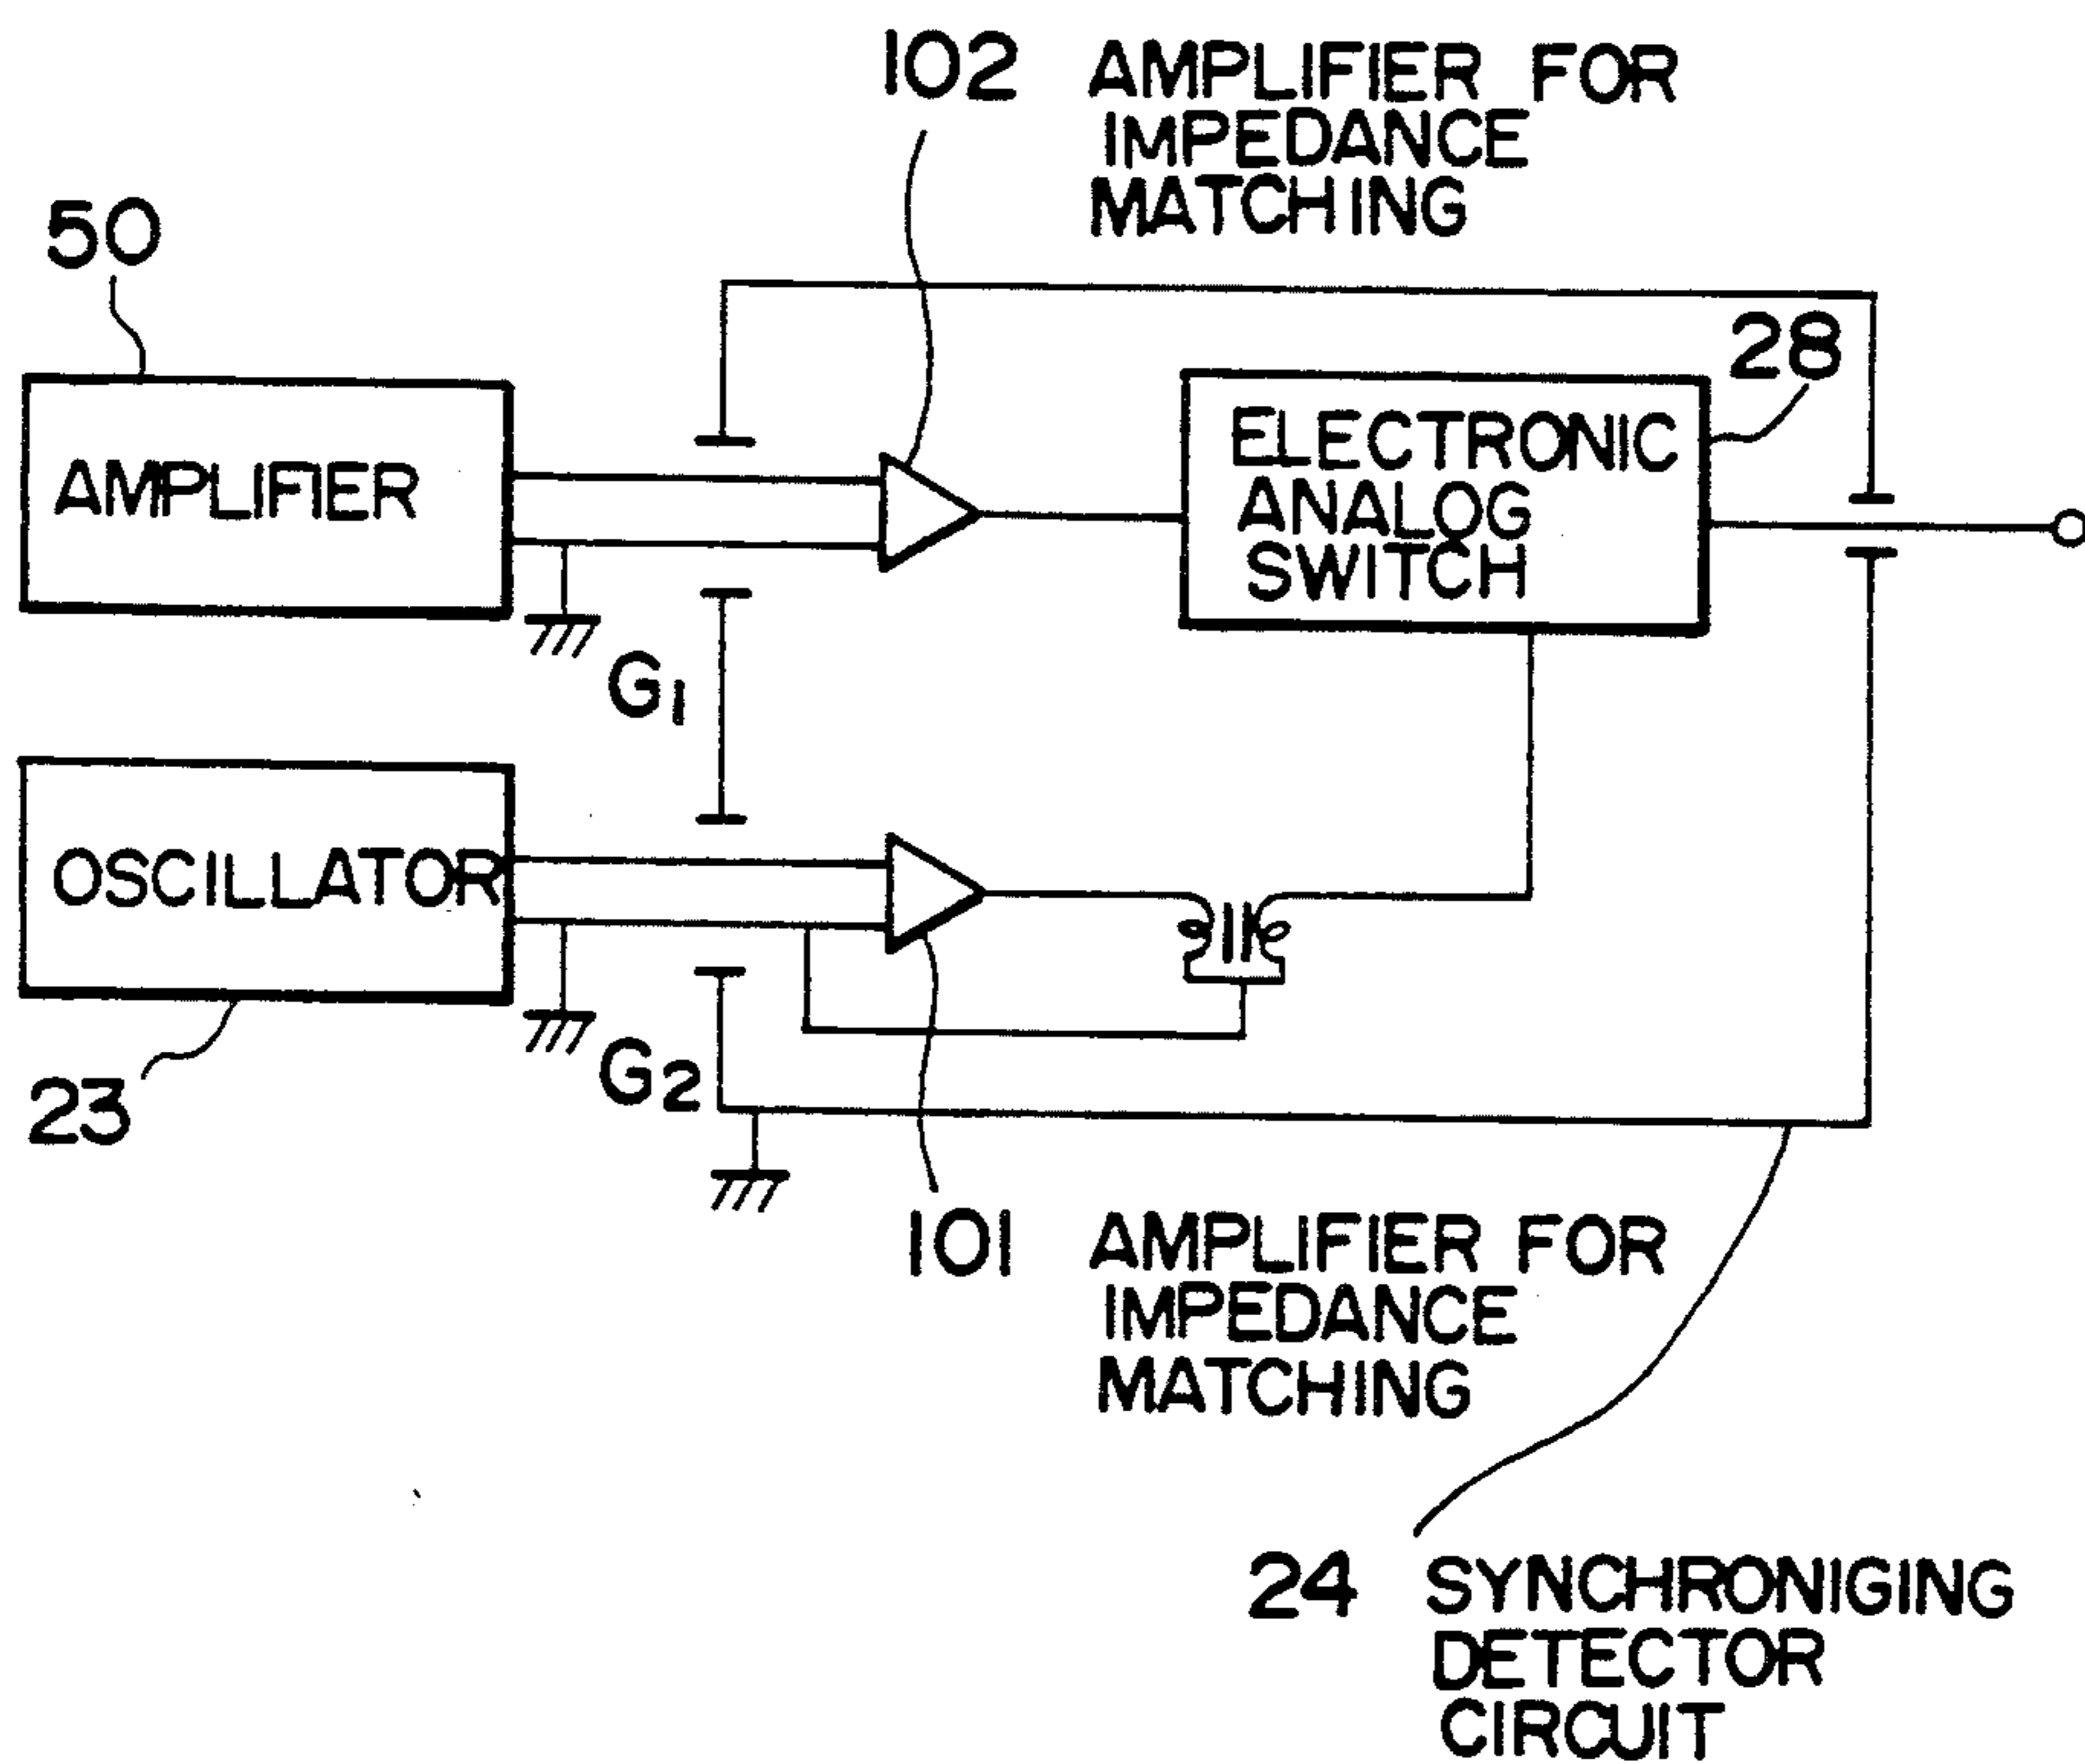 102 AMPLIFIER FOR
IMPEDANCE
MATCHING
50
28
AMPLIFIER
ELECTRONIC
ANALOG
SWITCH
G1
OSCILLATOR
G2
23
101 AMPLIFIER FOR
IMPEDANCE
MATCHING
24 SYNCHRONIGING
DETECTOR
CIRCUIT